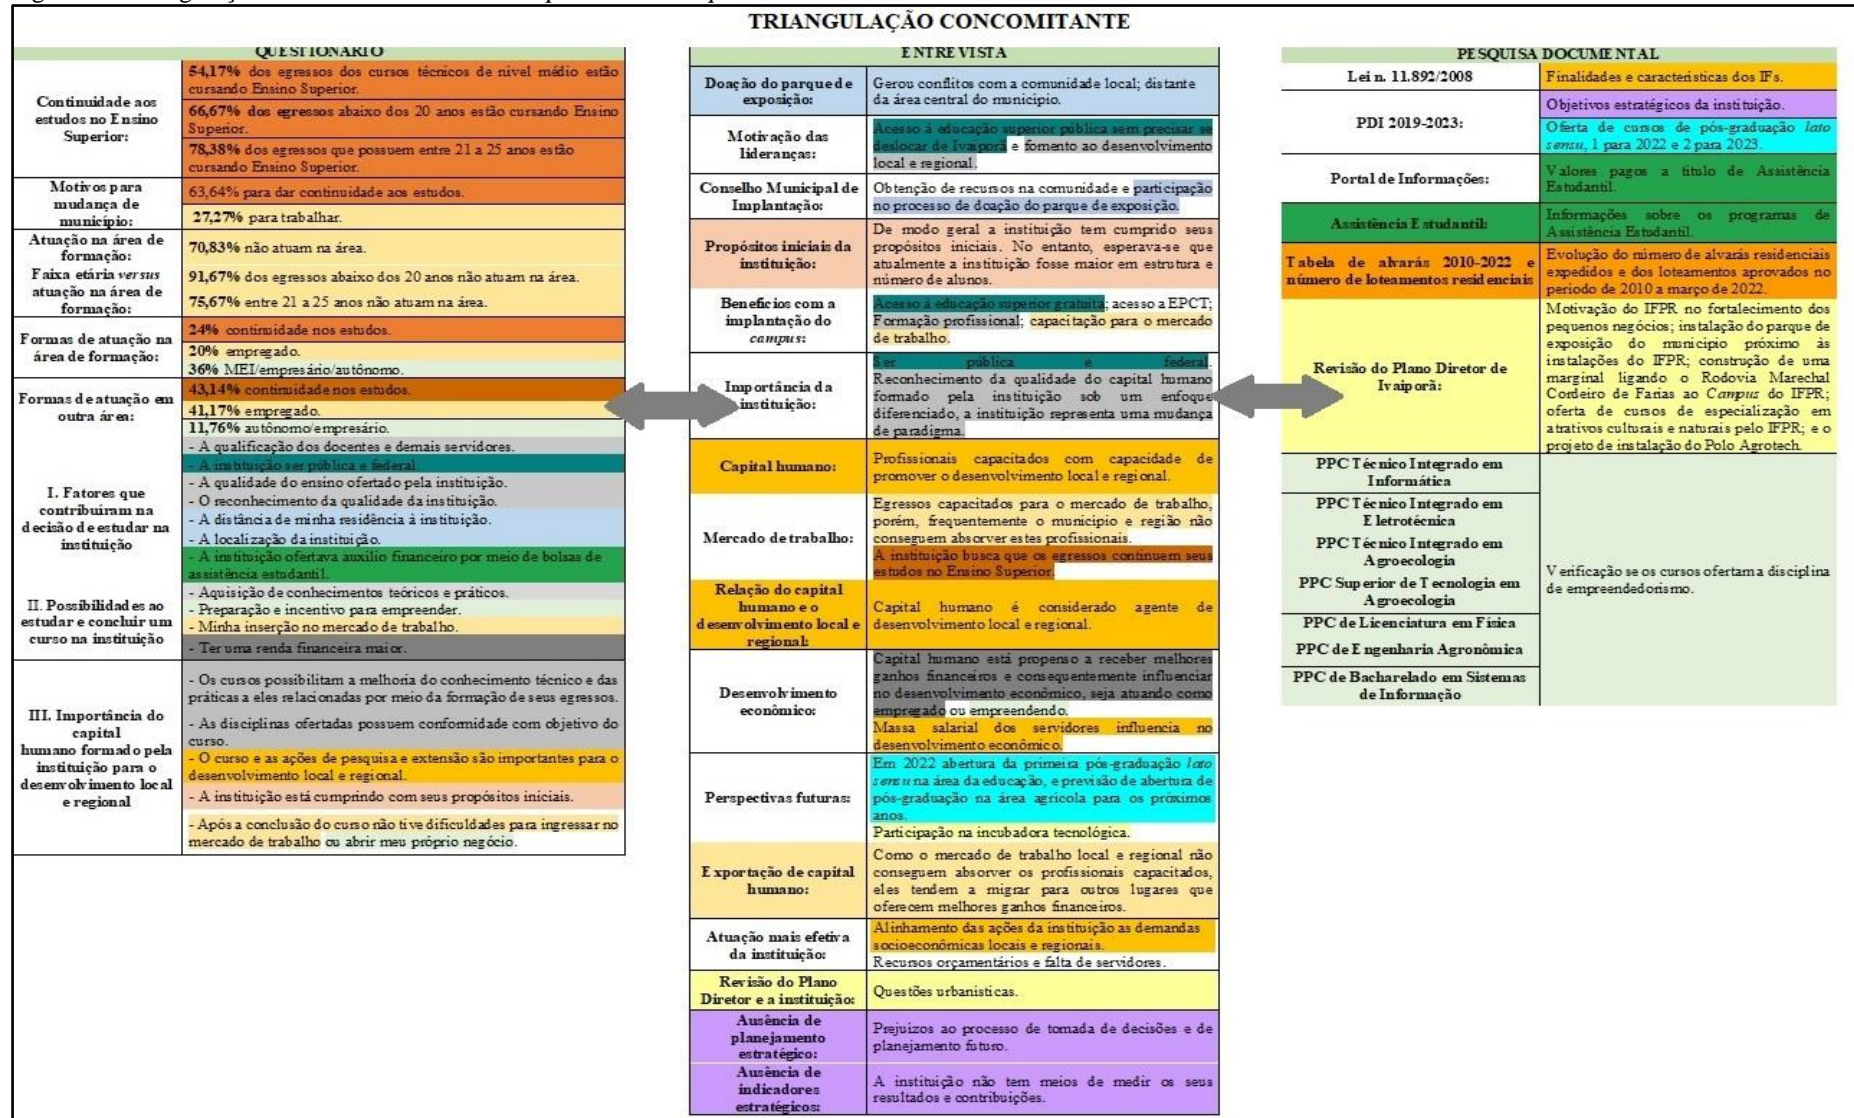 TRIANGULAÇÃO CONCOMITANTE
QUESTIONÁRIO
Continuidade aos
estudos no Ensino
Superior:
54,17% dos egressos dos cursos técnicos de nível médio estão
cursando Ensino Superior.
66,67% dos egressos abaixo dos 20 anos estão cursando Ensino
Superior.
78,38% dos egressos que possuem entre 21 a 25 anos estão
cursando Ensino Superior.
Motivos para
mudança de
município:
63,64% para dar continuidade aos estudos.
27,27% para trabalhar.
Atuação na área de
formação:
Faixa etária versus
atuação na área de
formação:
70,83% não atuam na área.
91,67% dos egressos abaixo dos 20 anos não atuam na área.
75,67% entre 21 a 25 anos não atuam na área.
Formas de atuação na
área de formação:
24% continuidade nos estudos.
20% empregado.
36% MEI/empresário/autônomo.
Formas de atuação em
outra área:
43,14% continuidade nos estudos.
41,17% empregado.
11,76% autônomo/empresário.
I. Fatores que
contribuíram na
decisão de estudar na
instituição
- A qualificação dos docentes e demais servidores.
- A instituição ser pública e federal.
- A qualidade do ensino ofertado pela instituição.
- O reconhecimento da qualidade da instituição.
- A distância de minha residência à instituição.
- A localização da instituição.
- A instituição ofertava auxílio financeiro por meio de bolsas de
assistência estudantil.
II. Possibilidades ao
estudar e concluir um
curso na instituição
- Aquisição de conhecimentos teóricos e práticos.
- Preparação e incentivo para empreender.
- Minha inserção no mercado de trabalho.
- Ter uma renda financeira maior.
III. Importância do
capital
humano formado pela
instituição para o
desenvolvimento local
e regional
- Os cursos possibilitam a melhoria do conhecimento técnico e das
práticas a eles relacionadas por meio da formação de seus egressos.
- As disciplinas ofertadas possuem conformidade com objetivo do
curso.
- O curso e as ações de pesquisa e extensão são importantes para o
desenvolvimento local e regional.
- A instituição está cumprindo com seus propósitos iniciais.
- Após a conclusão do curso não tive dificuldades para ingressar no
mercado de trabalho ou abrir meu próprio negócio.
ENTREVISTA
Doação do parque de
exposição:
Gerou conflitos com a comunidade local; distante
da área central do município.
Motivação das
lideranças:
Acesso à educação superior pública sem precisar se
deslocar de Ivaiporã e fomento ao desenvolvimento
local e regional.
Conselho Municipal de
Implantação:
Obtenção de recursos na comunidade e participação
no processo de doação do parque de exposição.
Propósitos iniciais da
instituição:
De modo geral a instituição tem cumprido seus
propósitos iniciais. No entanto, esperava-se que
atualmente a instituição fosse maior em estrutura e
número de alunos.
Benefícios com a
implantação do
campus:
Acesso à educação superior gratuita; acesso a EPCT;
Formação profissional; capacitação para o mercado
de trabalho.
Importância da
instituição:
Ser pública e federal.
Reconhecimento da qualidade do capital humano
formado pela instituição sob um enfoque
diferenciado, a instituição representa uma mudança
de paradigma.
Capital humano:
Profissionais capacitados com capacidade de
promover o desenvolvimento local e regional.
Mercado de trabalho:
Egressos capacitados para o mercado de trabalho,
porém, frequentemente o município e região não
conseguem absorver estes profissionais.
A instituição busca que os egressos continuem seus
estudos no Ensino Superior.
Relação do capital
humano e o
desenvolvimento local e
regional:
Capital humano é considerado agente de
desenvolvimento local e regional.
Desenvolvimento
econômico:
Capital humano está propenso a receber melhores
ganhos financeiros e consequentemente influenciar
no desenvolvimento econômico, seja atuando como
empregado ou empreendendo.
Massa salarial dos servidores influencia no
desenvolvimento econômico.
Perspectivas futuras:
Em 2022 abertura da primeira pós-graduação lato
sensu na área da educação, e previsão de abertura de
pós-graduação na área agrícola para os próximos
anos.
Participação na incubadora tecnológica.
Exportação de capital
humano:
Como o mercado de trabalho local e regional não
conseguem absorver os profissionais capacitados,
eles tendem a migrar para outros lugares que
oferecem melhores ganhos financeiros.
Atuação mais efetiva
da instituição:
Alinhamento das ações da instituição as demandas
socioeconômicas locais e regionais.
Recursos orçamentários e falta de servidores.
Revisão do Plano
Diretor e a instituição:
Questões urbanísticas.
Ausência de
planejamento
estratégico:
Prejuízos ao processo de tomada de decisões e de
planejamento futuro.
Ausência de
indicadores
estratégicos:
A instituição não tem meios de medir os seus
resultados e contribuições.
PESQUISA DOCUMENTAL
Lei n. 11.892/2008
Finalidades e características dos IFs.
PDI 2019-2023:
Objetivos estratégicos da instituição.
Oferta de cursos de pós-graduação lato
sensu, 1 para 2022 e 2 para 2023.
Portal de Informações:
Valores pagos a título de Assistência
Estudantil.
Assistência Estudantil:
Informações sobre os programas de
Assistência Estudantil.
Tabela de alvarás 2010-2022 e
número de loteamentos residenciais
Evolução do número de alvarás residenciais
expedidos e dos loteamentos aprovados no
período de 2010 a março de 2022.
Revisão do Plano Diretor de
Ivaiporã:
Motivação do IFPR no fortalecimento dos
pequenos negócios; instalação do parque de
exposição do município próximo às
instalações do IFPR; construção de uma
marginal ligando o Rodovia Marechal
Cordeiro de Farias ao Campus do IFPR;
oferta de cursos de especialização em
atrativos culturais e naturais pelo IFPR; e o
projeto de instalação do Polo Agrotech.
PPC Técnico Integrado em
Informática
PPC Técnico Integrado em
Eletrotécnica
PPC Técnico Integrado em
Agroecologia
PPC Superior de Tecnologia em
Agroecologia
PPC de Licenciatura em Física
PPC de Engenharia Agronômica
PPC de Bacharelado em Sistemas
de Informação
Verificação se os cursos ofertam a disciplina
de empreendedorismo.